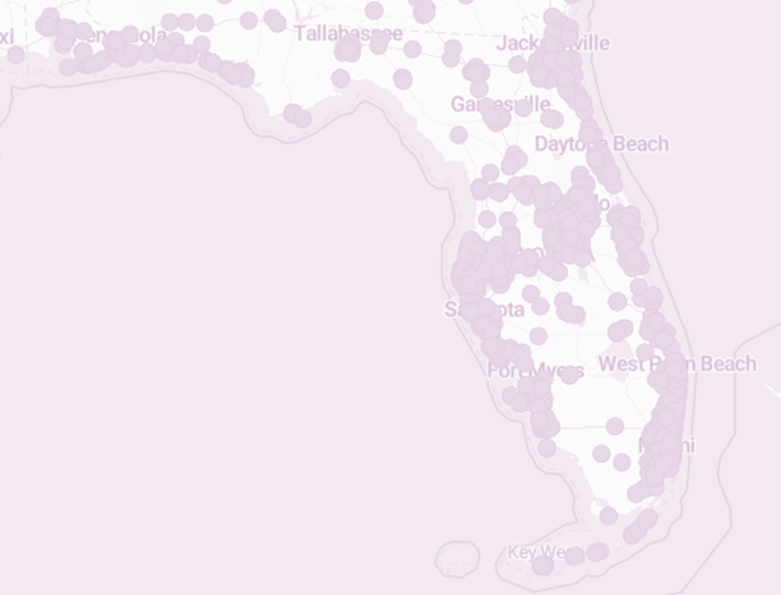 Tallahassee
Jacksonville
Gainesville
Daytona Beach
Sarasota
Fort Myers
West Palm Beach
Miami
Key West